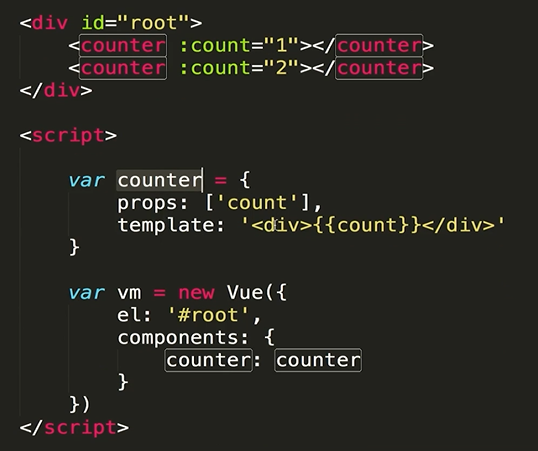 <div id="root">
<counter :count="1"></counter>
<counter :count="2"></counter>
</div>
<script>
var counter = {
props: ['count'],
template: '<div>{{count}}</div>'
}
var vm = new Vue({
el: '#root',
components: {
counter: counter
}
})
</script>